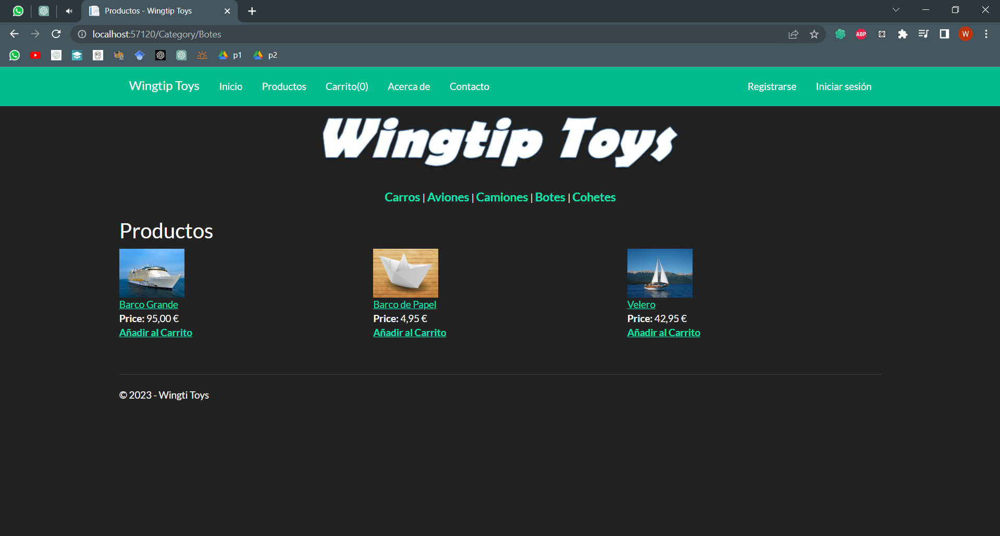 Productos - Wingtip Toys
localhost:57120/Category/Botes
ABP
W
p1
p2
Wingtip Toys Inicio Productos Carrito(0) Acerca de Contacto Registrarse Iniciar sesión
Wingtip Toys
Carros | Aviones | Camiones | Botes | Cohetes
Productos
Barco Grande
Price: 95,00 €
Añadir al Carrito
Barco de Papel
Price: 4,95 €
Añadir al Carrito
Velero
Price: 42,95 €
Añadir al Carrito
© 2023 - Wingti Toys